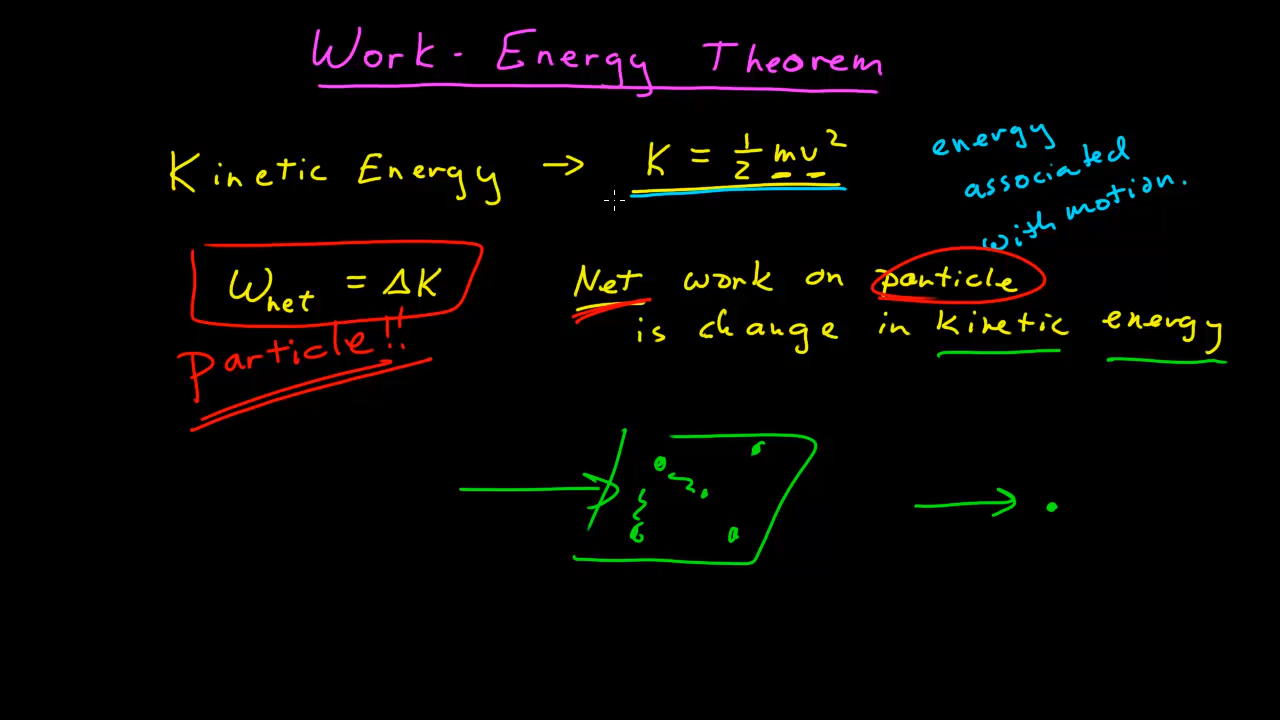 Work - Energy Theorem
Kinetic Energy → K = 1/2 mv²
energy
associated
with motion.
W_net = ΔK
Particle!!
Net work on particle
is change in kinetic energy